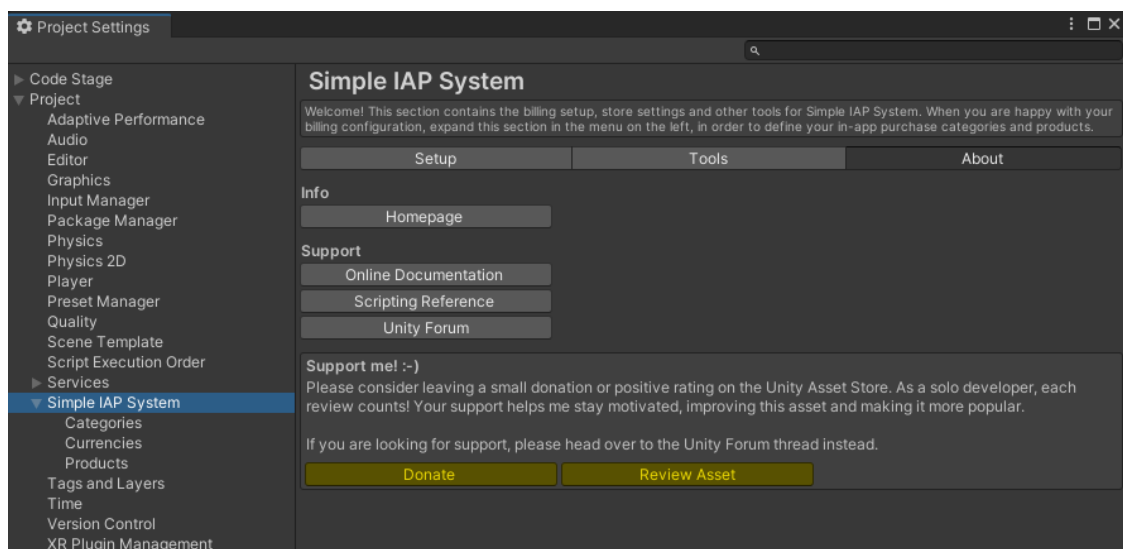 Project Settings
Code Stage
Project
Adaptive Performance
Audio
Editor
Graphics
Input Manager
Package Manager
Physics
Physics 2D
Player
Preset Manager
Quality
Scene Template
Script Execution Order
Services
Simple IAP System
Categories
Currencies
Products
Tags and Layers
Time
Version Control
XR Plugin Management
Simple IAP System
Welcome! This section contains the billing setup, store settings and other tools for Simple IAP System. When you are happy with your
billing configuration, expand this section in the menu on the left, in order to define your in-app purchase categories and products.
Setup Tools About
Info
Homepage
Support
Online Documentation
Scripting Reference
Unity Forum
Support me! :-)
Please consider leaving a small donation or positive rating on the Unity Asset Store. As a solo developer, each
review counts! Your support helps me stay motivated, improving this asset and making it more popular.
If you are looking for support, please head over to the Unity Forum thread instead.
Donate Review Asset